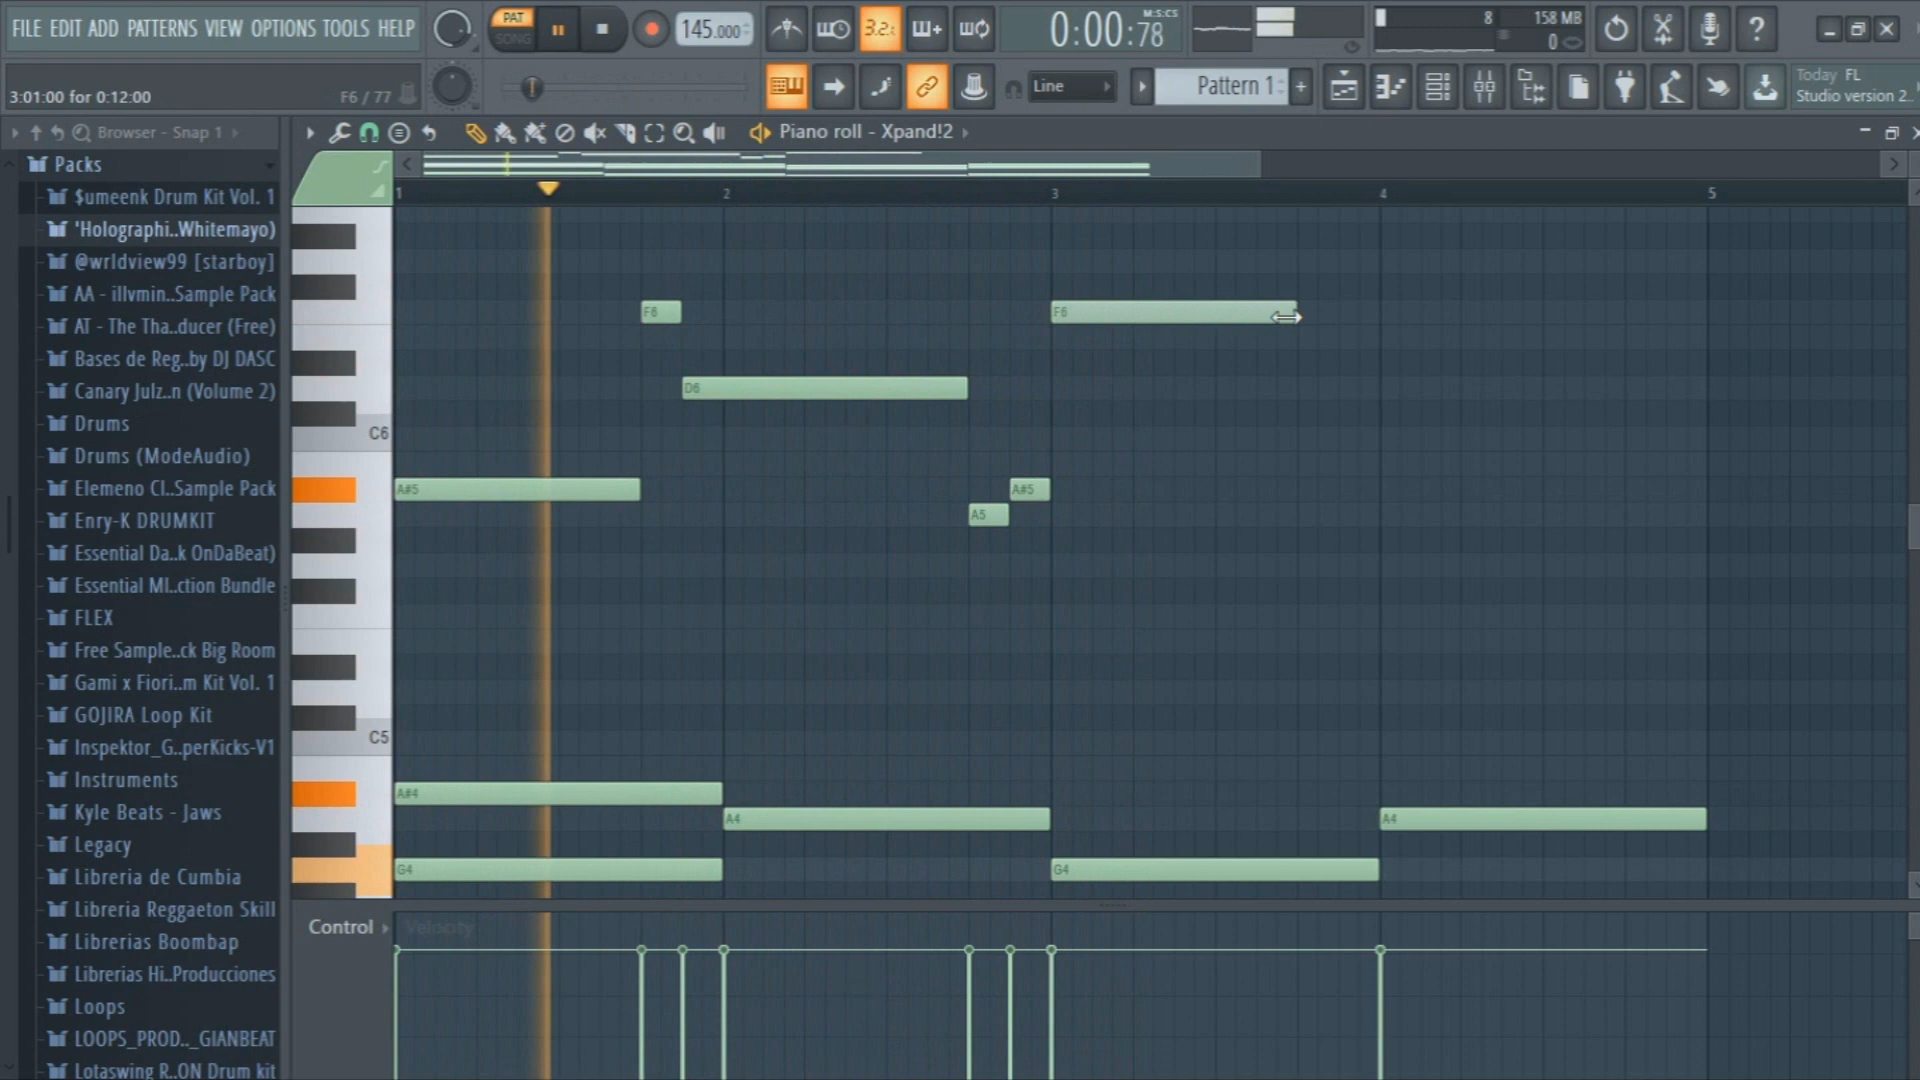 FILE EDIT ADD PATTERNS VIEW OPTIONS TOOLS HELP
PAT
SONG
145.000
3.2.
0:00:78
M:S:CS
8
158 MB
0
?
3:01:00 for 0:12:00
F6 / 77
Line
Pattern 1
+
Today FL
Studio version 2..
Browser - Snap 1
Piano roll - Xpand!2
Packs
$umeenk Drum Kit Vol. 1
'Holographi..Whitemayo)
@wrldview99 [starboy]
AA - illvmin..Sample Pack
AT - The Tha..ducer (Free)
Bases de Reg..by DJ DASC
Canary Julz..n (Volume 2)
Drums
Drums (ModeAudio)
Elemeno Cl..Sample Pack
Enry-K DRUMKIT
Essential Da..k OnDaBeat)
Essential MI..ction Bundle
FLEX
Free Sample..ck Big Room
Gami x Fiori..m Kit Vol. 1
GOJIRA Loop Kit
Inspektor_G..perKicks-V1
Instruments
Kyle Beats - Jaws
Legacy
Libreria de Cumbia
Libreria Reggaeton Skill
Librerias Boombap
Librerias Hi..Producciones
Loops
LOOPS_PROD.._GIANBEAT
Lotaswing R..ON Drum kit
1 2 3 4 5
F6 F6
D6
C6
A#5 A#5
A5
C5
A#4
A4 A4
G4 G4
Control Velocity